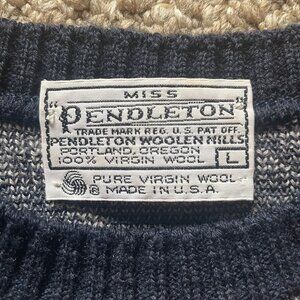 MISS
"PENDLETON"
TRADE MARK REG. U.S. PAT OFF.
PENDLETON WOOLEN MILLS
PORTLAND, OREGON
100% VIRGIN WOOL
L
PURE VIRGIN WOOL
® MADE IN U.S.A.